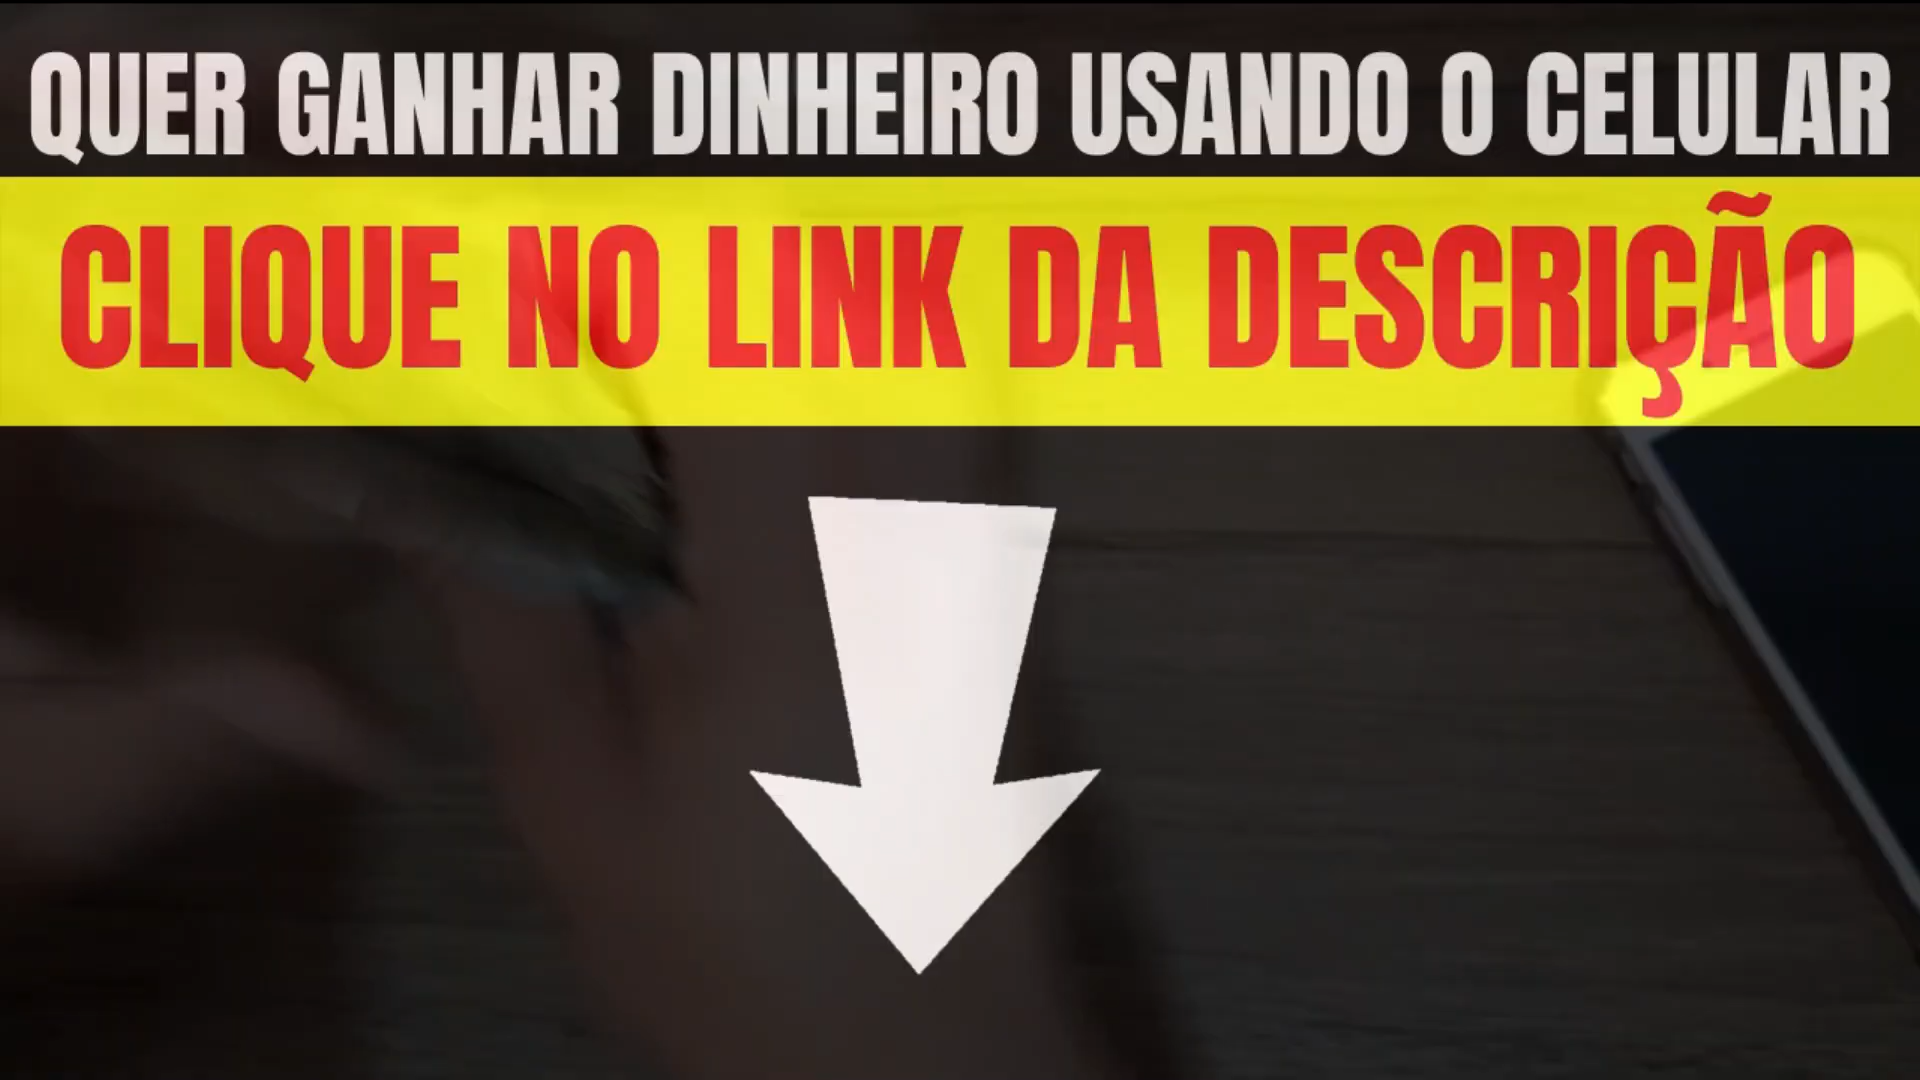 QUER GANHAR DINHEIRO USANDO O CELULAR
CLIQUE NO LINK DA DESCRIÇÃO